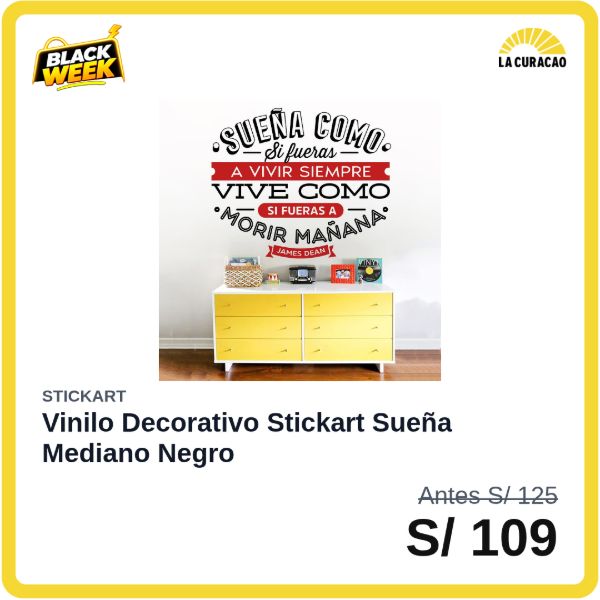 BLACK
WEEK
LA CURACAO
SUEÑA COMO
Si fueras
A VIVIR SIEMPRE
VIVE COMO
SI FUERAS A
MORIR MAÑANA
JAMES DEAN
VINYL
STICKART
Vinilo Decorativo Stickart Sueña
Mediano Negro
Antes S/ 125
S/ 109